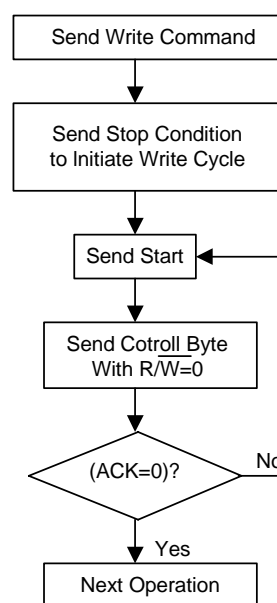 Send Write Command
Send Stop Condition
to Initiate Write Cycle
Send Start
Send Cotroll Byte
With R/W=0
(ACK=0)?
No
Yes
Next Operation